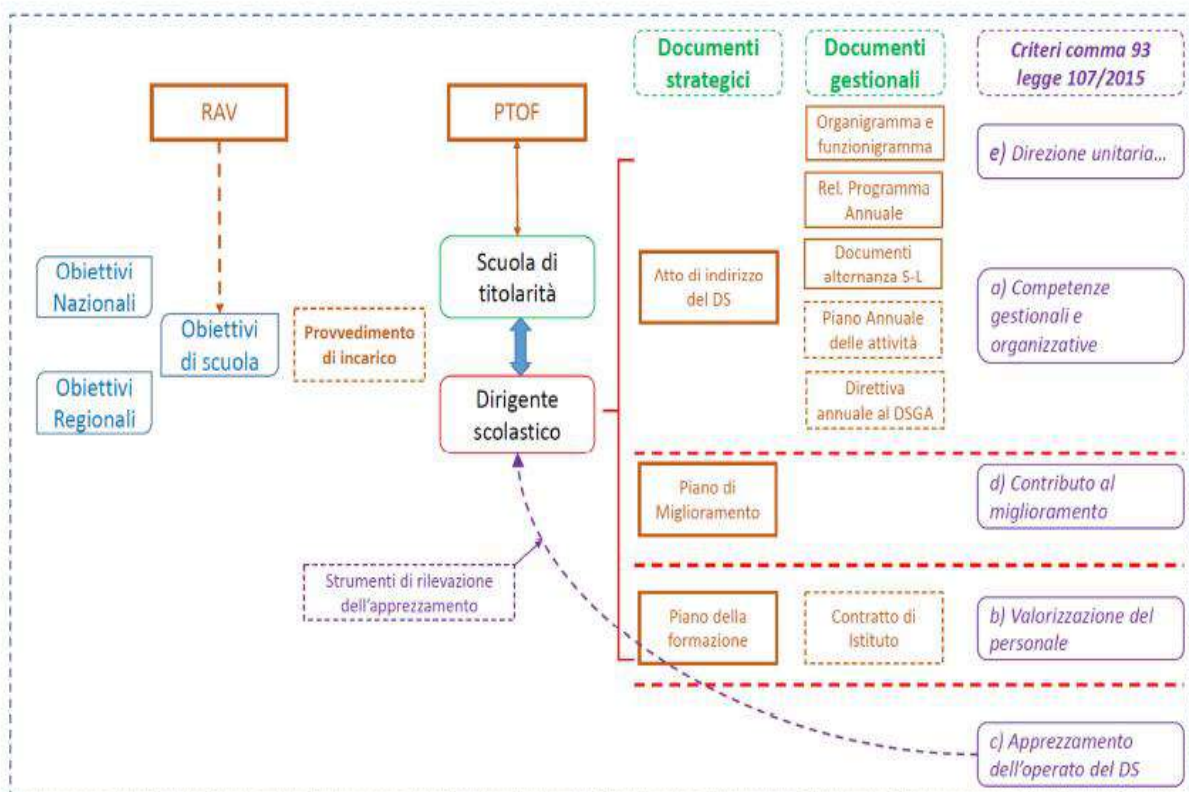 RAV
PTOF
Documenti
strategici
Documenti
gestionali
Criteri comma 93
legge 107/2015
Obiettivi
Nazionali
Obiettivi
di scuola
Obiettivi
Regionali
Provvedimento
di incarico
Scuola di
titolarità
Dirigente
scolastico
Strumenti di rilevazione
dell'apprezzamento
Atto di indirizzo
del DS
Organigramma e
funzionigramma
Rel. Programma
Annuale
Documenti
alternanza S-L
Piano Annuale
delle attività
Direttiva
annuale al DSGA
e) Direzione unitaria...
a) Competenze
gestionali e
organizzative
Piano di
Miglioramento
d) Contributo al
miglioramento
Piano della
formazione
Contratto di
Istituto
b) Valorizzazione del
personale
c) Apprezzamento
dell'operato del DS